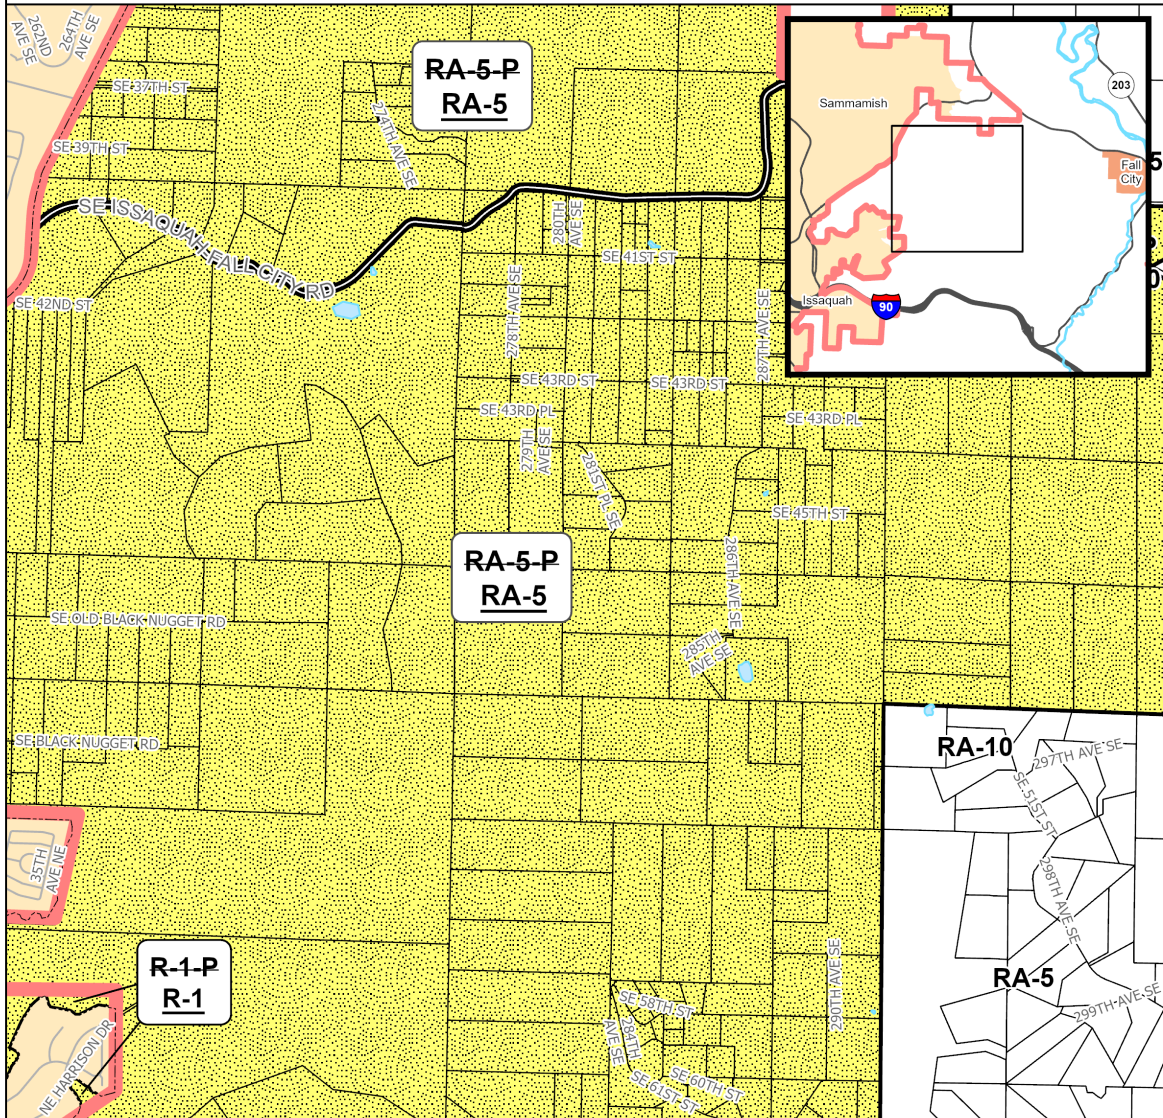 262ND
AVE SE
264TH
AVE SE
SE 37TH ST
SE 39TH ST
274TH AVE SE
RA-5-P
RA-5
Sammamish
203
Fall
City
Issaquah
90
5
0
SE ISSAQUAH-FALL CITY RD
280TH
AVE SE
SE 41ST ST
SE 42ND ST
278TH AVE SE
287TH AVE SE
SE 43RD ST
SE 43RD ST
SE 43RD PL
SE 43RD PL
279TH
AVE SE
281ST PL SE
SE 45TH ST
286TH AVE SE
RA-5-P
RA-5
SE OLD BLACK NUGGET RD
285TH
AVE SE
SE BLACK NUGGET RD
RA-10
297TH AVE SE
SE 51ST ST
35TH
AVE NE
298TH AVE SE
R-1-P
R-1
290TH AVE SE
RA-5
299TH AVE SE
SE 58TH ST
284TH
AVE SE
SE 60TH ST
SE 61ST ST
NE HARRISON DR